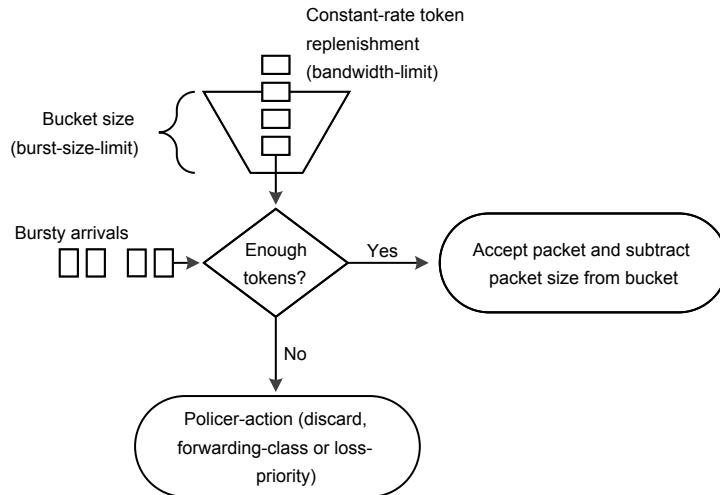 Constant-rate token
replenishment
(bandwidth-limit)
Bucket size
(burst-size-limit)
Bursty arrivals
Enough
tokens?
Yes
Accept packet and subtract
packet size from bucket
No
Policer-action (discard,
forwarding-class or loss-
priority)